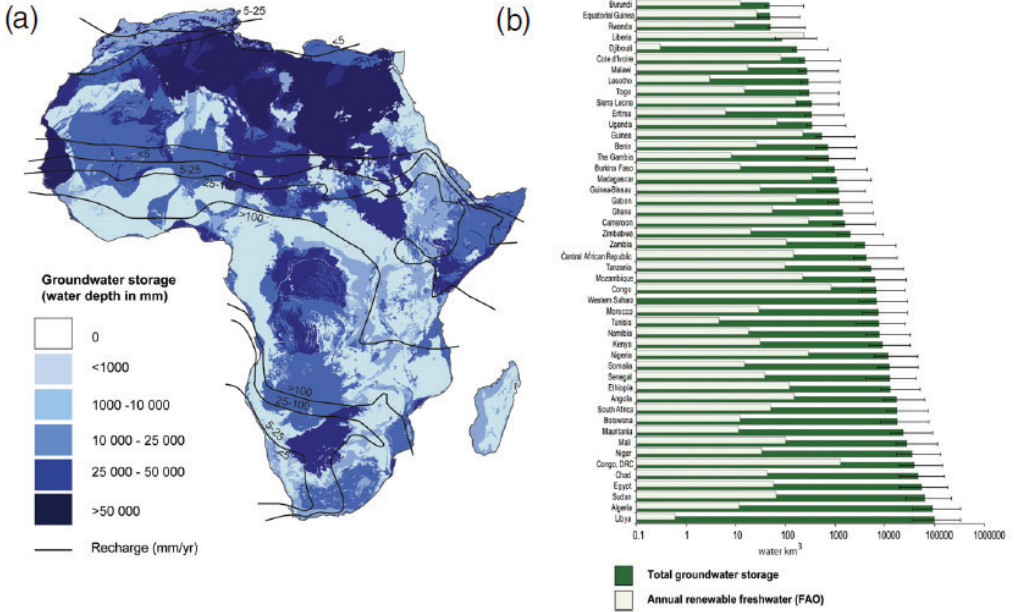 (a)
5-25
<5
<5
5-25
>100
>100
25-100
5-25
<5
Groundwater storage
(water depth in mm)
0
<1000
1000 -10 000
10 000 - 25 000
25 000 - 50 000
>50 000
Recharge (mm/yr)
(b)
Burundi
Equatorial Guinea
Rwanda
Liberia
Djibouti
Cote d'Ivoire
Malawi
Lesotho
Togo
Sierra Leone
Eritrea
Uganda
Guinea
Benin
The Gambia
Burkina Faso
Madagascar
Guinea-Bissau
Gabon
Ghana
Cameroon
Zimbabwe
Zambia
Central African Republic
Tanzania
Mozambique
Congo
Western Sahara
Morocco
Tunisia
Namibia
Kenya
Nigeria
Somalia
Senegal
Ethiopia
Angola
South Africa
Botswana
Mauritania
Mali
Niger
Congo, DRC
Chad
Egypt
Sudan
Algeria
Libya
0.1 1 10 100 1000 10000 100000 1000000
water km³
Total groundwater storage
Annual renewable freshwater (FAO)